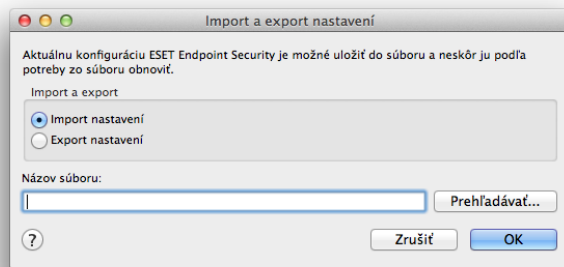 Import a export nastavení
Aktuálnu konfiguráciu ESET Endpoint Security je možné uložiť do súboru a neskôr ju podľa
potreby zo súboru obnoviť.
Import a export
Import nastavení
Export nastavení
Názov súboru:
Prehľadávať...
?
Zrušiť
OK